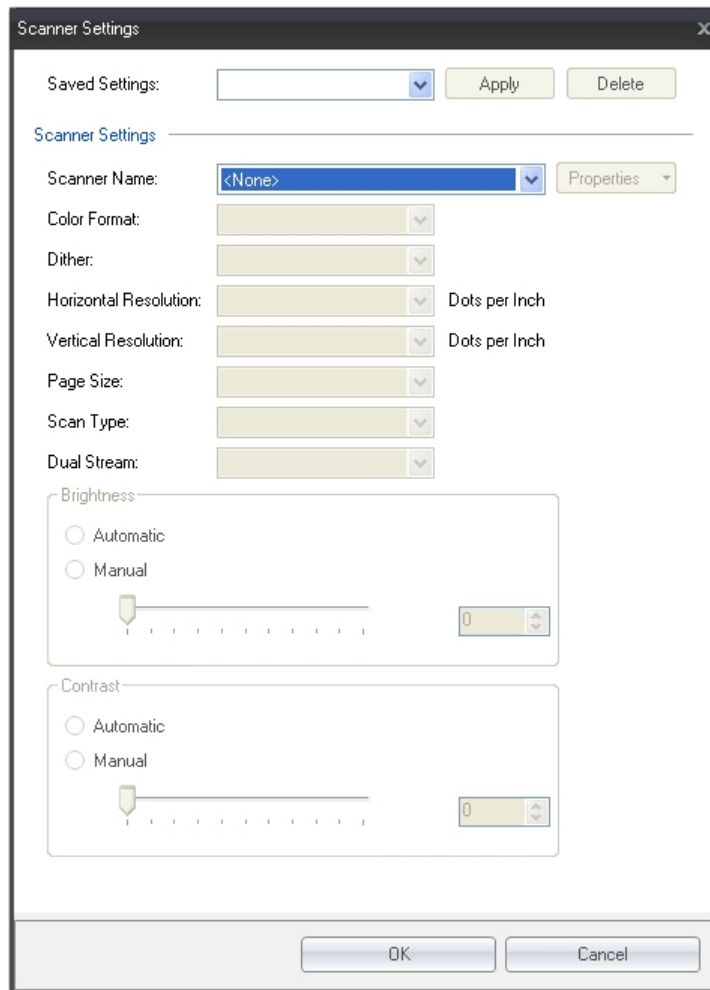 Scanner Settings
Saved Settings: Apply Delete
Scanner Settings
Scanner Name: <None> Properties
Color Format:
Dither:
Horizontal Resolution: Dots per Inch
Vertical Resolution: Dots per Inch
Page Size:
Scan Type:
Dual Stream:
Brightness
Automatic
Manual
0
Contrast
Automatic
Manual
0
OK Cancel